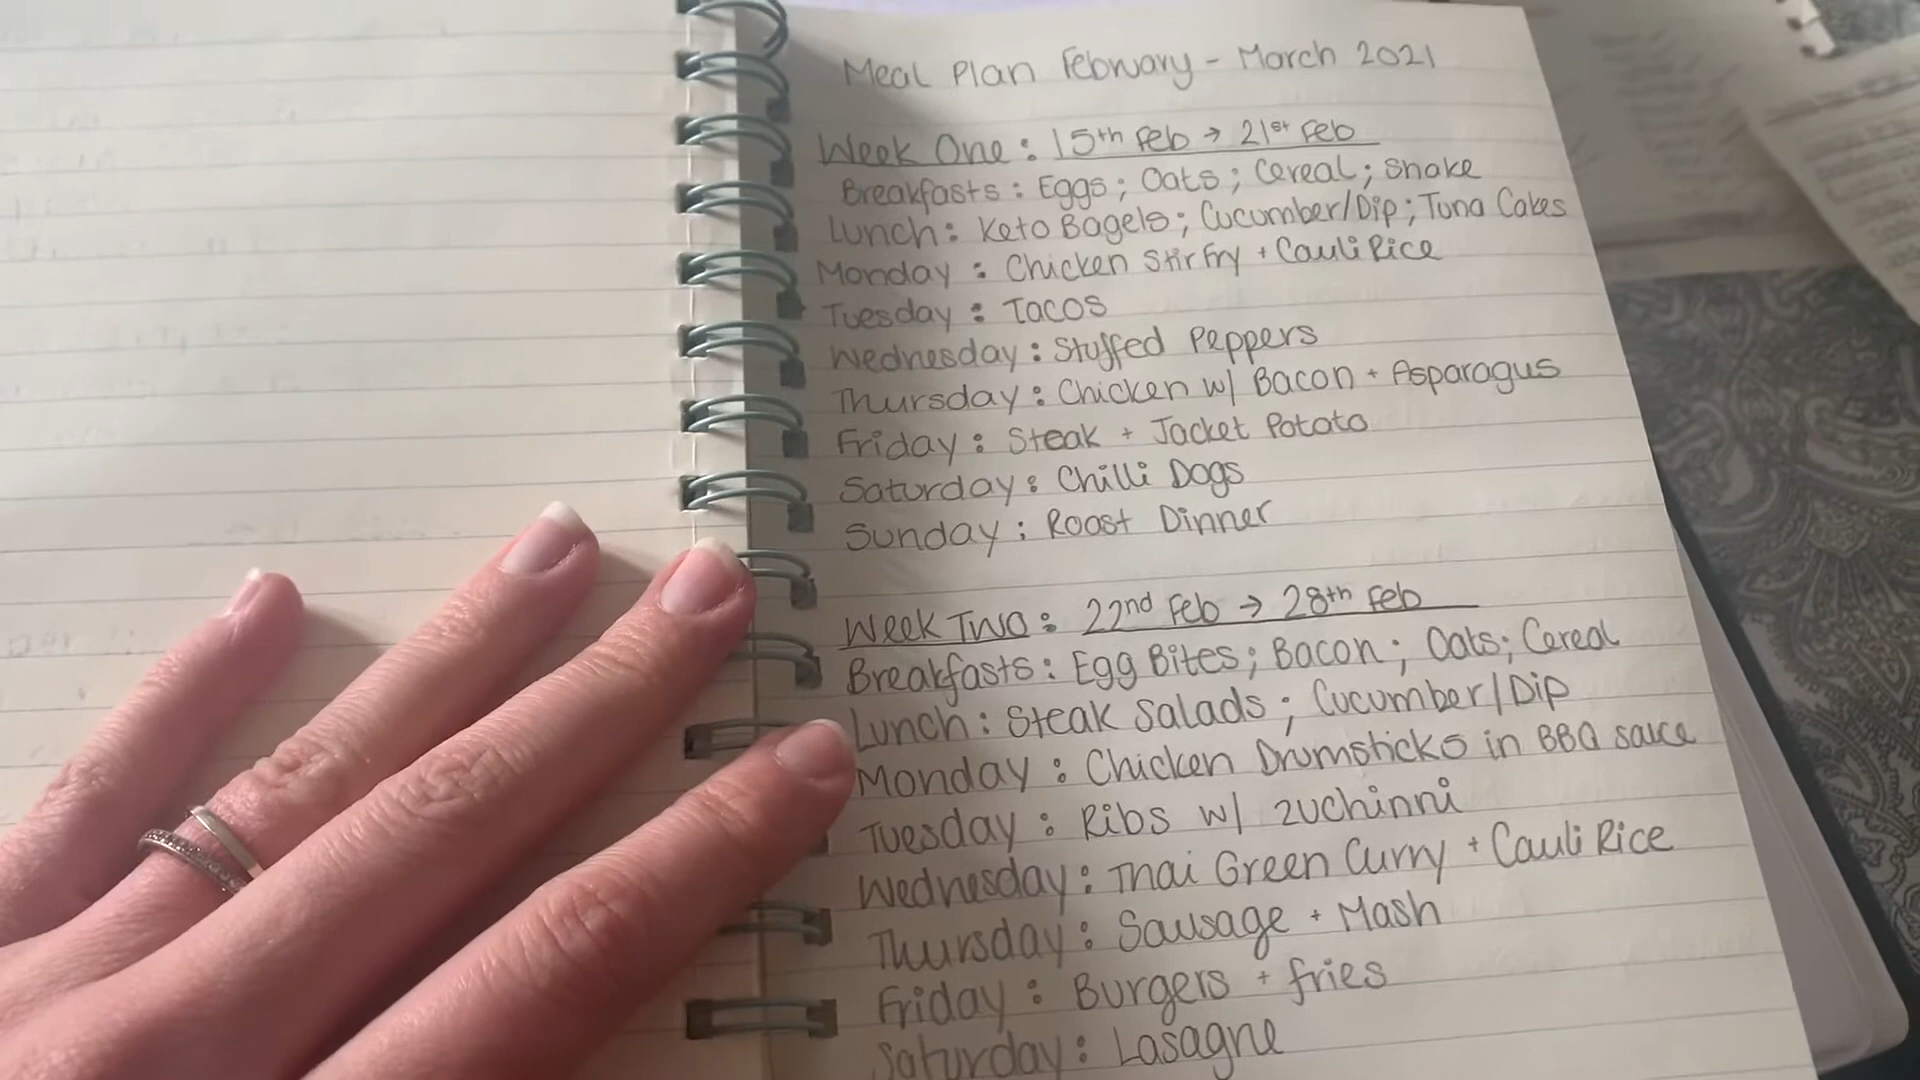 Meal Plan February - March 2021
Week One : 15th Feb → 21st Feb
Breakfasts : Eggs ; Oats ; Cereal ; Shake
Lunch : Keto Bagels ; Cucumber/Dip ; Tuna Cakes
Monday : Chicken Stir Fry + Cauli Rice
Tuesday : Tacos
Wednesday : Stuffed Peppers
Thursday : Chicken w/ Bacon + Asparagus
Friday : Steak + Jacket Potato
Saturday : Chilli Dogs
Sunday : Roast Dinner
Week Two : 22nd Feb → 28th Feb
Breakfasts : Egg Bites ; Bacon ; Oats ; Cereal
Lunch : Steak Salads ; Cucumber/Dip
Monday : Chicken Drumsticks in BBQ sauce
Tuesday : Ribs w/ zuchinni
Wednesday : Thai Green Curry + Cauli Rice
Thursday : Sausage + Mash
Friday : Burgers + fries
Saturday : Lasagne